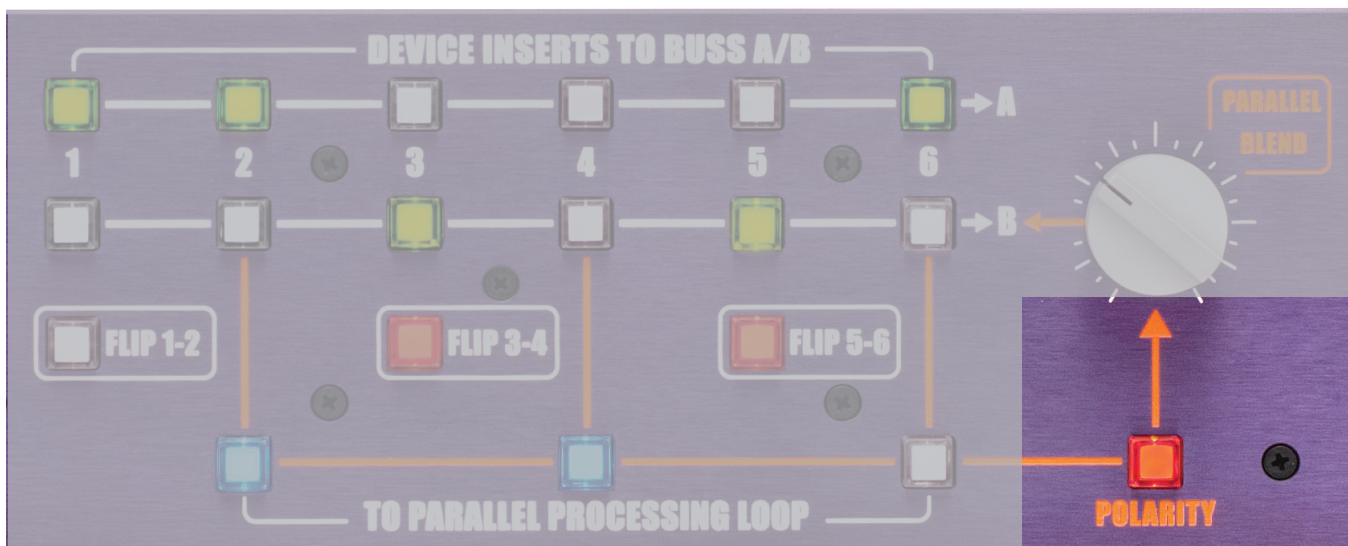 DEVICE INSERTS TO BUSS A/B
A
PARALLEL
BLEND
1 2 3 4 5 6
B
FLIP 1-2 FLIP 3-4 FLIP 5-6
TO PARALLEL PROCESSING LOOP
POLARITY